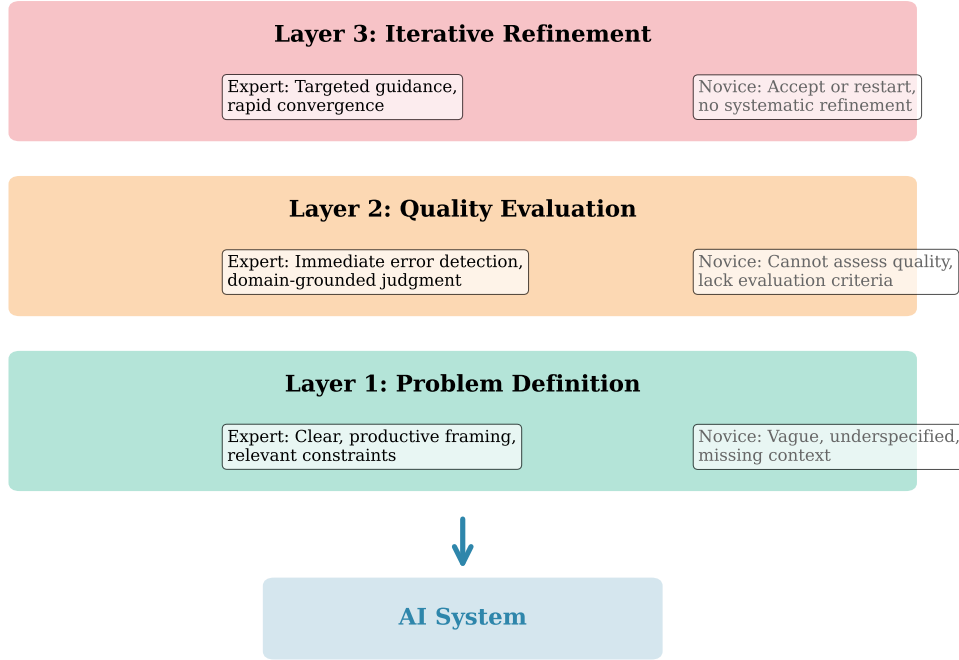 Layer 3: Iterative Refinement
Expert: Targeted guidance,
rapid convergence
Novice: Accept or restart,
no systematic refinement
Layer 2: Quality Evaluation
Expert: Immediate error detection,
domain-grounded judgment
Novice: Cannot assess quality,
lack evaluation criteria
Layer 1: Problem Definition
Expert: Clear, productive framing,
relevant constraints
Novice: Vague, underspecified,
missing context
AI System